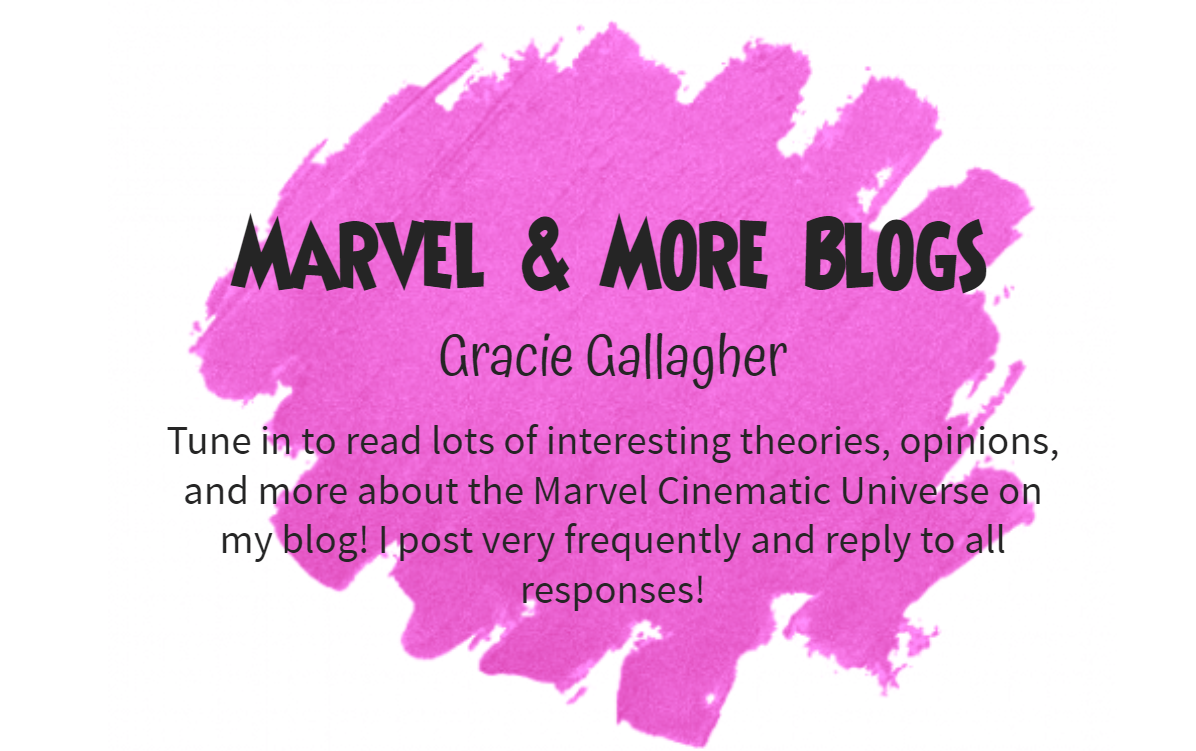 Marvel & More Blogs
Gracie Gallagher
Tune in to read lots of interesting theories, opinions,
and more about the Marvel Cinematic Universe on
my blog! I post very frequently and reply to all
responses!